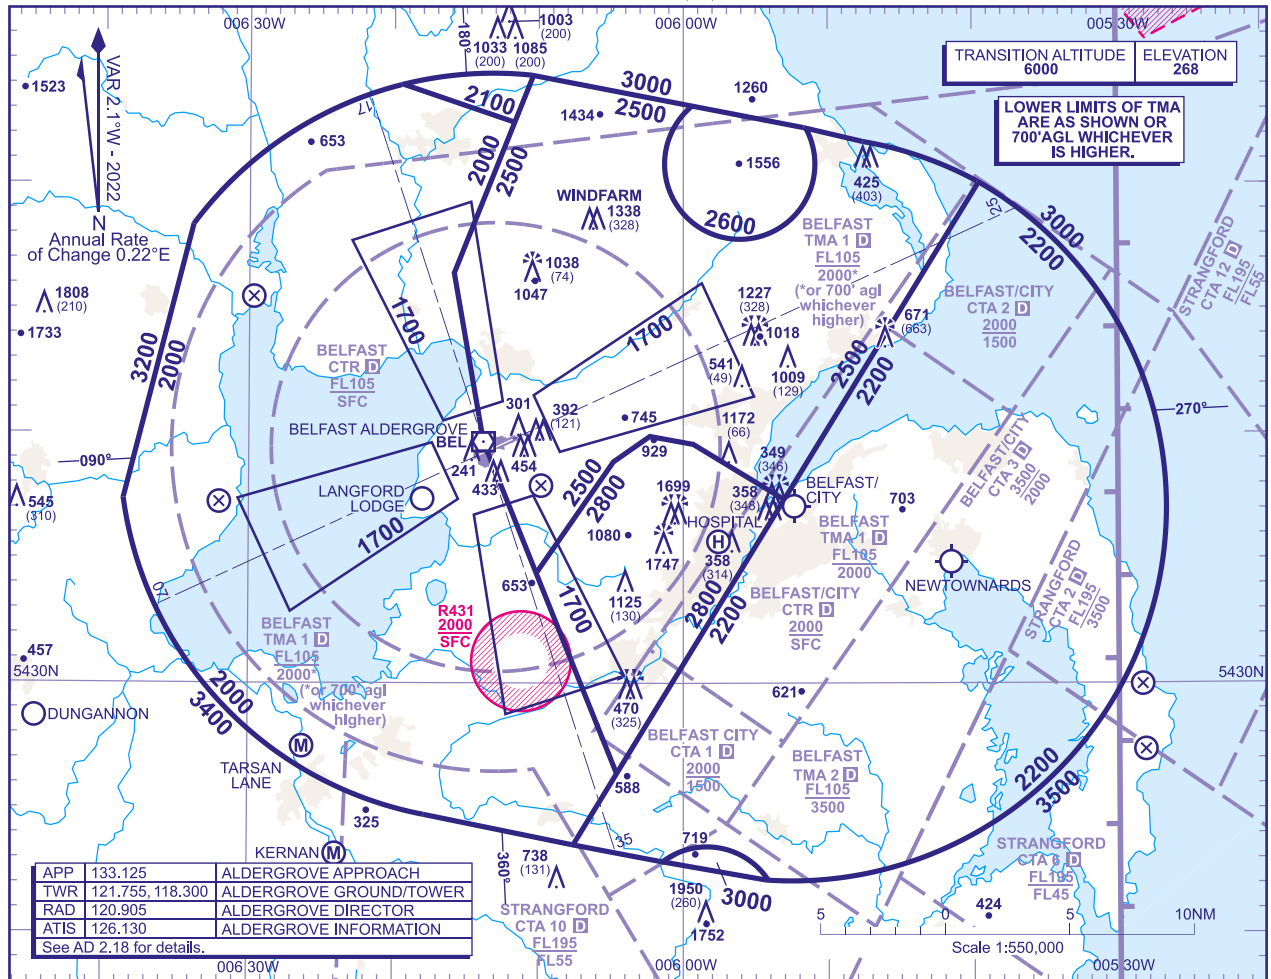 006 30W
006 00W
005 30W
180°
1003
(200)
1033
(200)
1085
(200)
TRANSITION ALTITUDE
6000
ELEVATION
268
LOWER LIMITS OF TMA
ARE AS SHOWN OR
700'AGL WHICHEVER
IS HIGHER.
VAR 2.1°W - 2022
N
Annual Rate
of Change 0.22°E
1523
1808
(210)
1733
545
(310)
457
5430N
5430N
17
653
2100
2000
2500
3000
2500
1434
1260
1556
2600
425
(403)
WINDFARM
1338
(328)
1038
(74)
1047
BELFAST
TMA 1 D
FL105
2000*
(*or 700' agl
whichever
higher)
25
3000
2200
STRANGFORD
CTA 12 D
FL195
FL55
BELFAST/CITY
CTA 2 D
2000
1500
671
(663)
1227
(328)
1018
541
(49)
1009
(129)
1700
1700
3200
2000
BELFAST
CTR D
FL105
SFC
2500
2200
270°
BELFAST ALDERGROVE
BEL
301
392
(121)
454
241
433
745
1172
(66)
929
090°
LANGFORD
LODGE
1700
2500
2800
1699
1747
1080
349
(346)
358
(348)
BELFAST/
CITY
HOSPITAL
H
358
(314)
703
BELFAST/CITY
CTA 3 D
3500
2000
BELFAST
TMA 1 D
FL105
2000
NEWTOWNARDS
STRANGFORD
CTA 2 D
FL195
3500
BELFAST/CITY
CTR D
2000
SFC
07
653
1125
(130)
1700
2800
2200
R431
2000
SFC
BELFAST
TMA 1 D
FL105
2000*
(*or 700' agl
whichever
higher)
2000
3400
DUNGANNON
M
TARSAN
LANE
470
(325)
621
BELFAST CITY
CTA 1 D
2000
1500
BELFAST
TMA 2 D
FL105
3500
588
2200
3500
325
KERNAN
M
360°
35
738
(131)
719
1950
(260)
1752
3000
STRANGFORD
CTA 10 D
FL195
FL55
STRANGFORD
CTA 6 D
FL195
FL45
424
APP 133.125 ALDERGROVE APPROACH
TWR 121.755, 118.300 ALDERGROVE GROUND/TOWER
RAD 120.905 ALDERGROVE DIRECTOR
ATIS 126.130 ALDERGROVE INFORMATION
See AD 2.18 for details.
5 0 5 10NM
Scale 1:550,000
006 30W
006 00W
005 30W